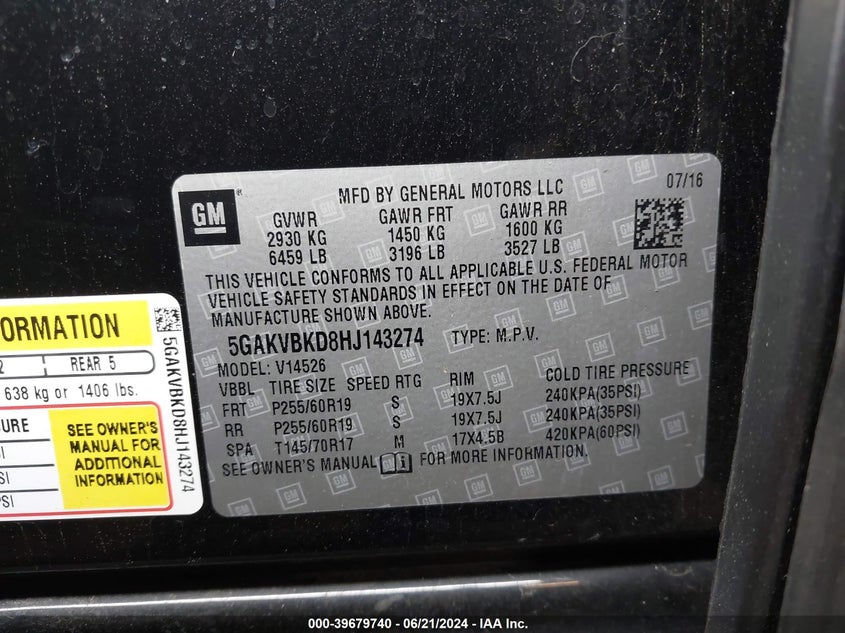 GM
MFD BY GENERAL MOTORS LLC
07/16
GVWR GAWR FRT GAWR RR
2930 KG 1450 KG 1600 KG
6459 LB 3196 LB 3527 LB
THIS VEHICLE CONFORMS TO ALL APPLICABLE U.S. FEDERAL MOTOR
VEHICLE SAFETY STANDARDS IN EFFECT ON THE DATE OF
MANUFACTURE SHOWN ABOVE.
5GAKVBKD8HJ143274 TYPE: M.P.V.
MODEL: V14526
VBBL TIRE SIZE SPEED RTG RIM COLD TIRE PRESSURE
FRT P255/60R19 S 19X7.5J 240KPA(35PSI)
RR P255/60R19 S 19X7.5J 240KPA(35PSI)
SPA T145/70R17 M 17X4.5B 420KPA(60PSI)
SEE OWNER'S MANUAL FOR MORE INFORMATION.
ORMATION
2 REAR 5
638 kg or 1406 lbs.
SURE
SEE OWNER'S
MANUAL FOR
ADDITIONAL
INFORMATION
SI
SI
PSI
5GAKVBKD8HJ143274
000-39679740 - 06/21/2024 - IAA Inc.